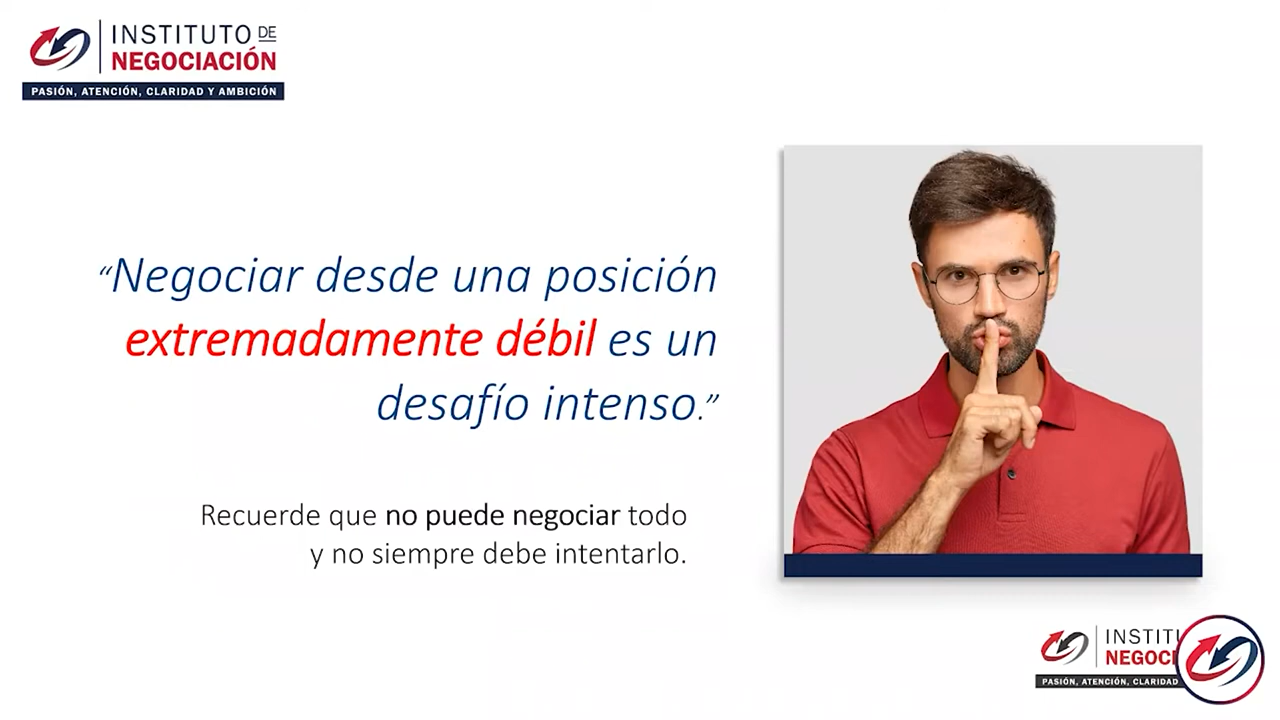 INSTITUTO DE
NEGOCIACIÓN
PASIÓN, ATENCIÓN, CLARIDAD Y AMBICIÓN
“Negociar desde una posición
extremadamente débil es un
desafío intenso.”
Recuerde que no puede negociar todo
y no siempre debe intentarlo.
PASIÓN, ATENCIÓN, CLARIDAD